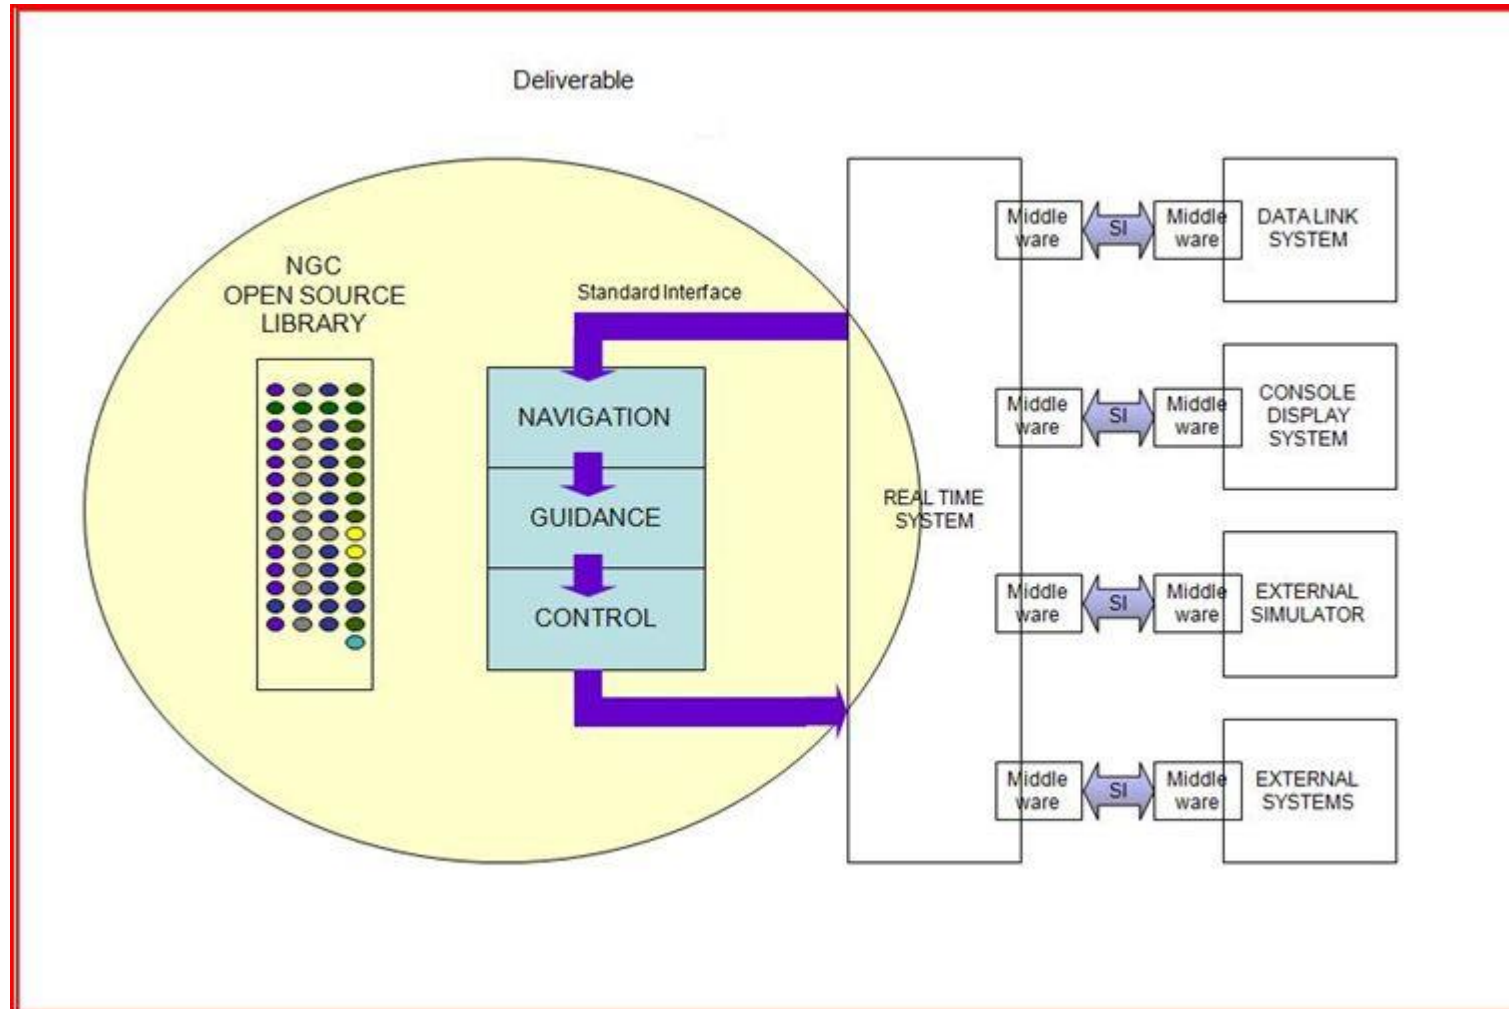 Deliverable
NGC
OPEN SOURCE
LIBRARY
Standard Interface
NAVIGATION
GUIDANCE
CONTROL
REAL TIME
SYSTEM
Middle
ware
SI
Middle
ware
DATA LINK
SYSTEM
Middle
ware
SI
Middle
ware
CONSOLE
DISPLAY
SYSTEM
Middle
ware
SI
Middle
ware
EXTERNAL
SIMULATOR
Middle
ware
SI
Middle
ware
EXTERNAL
SYSTEMS